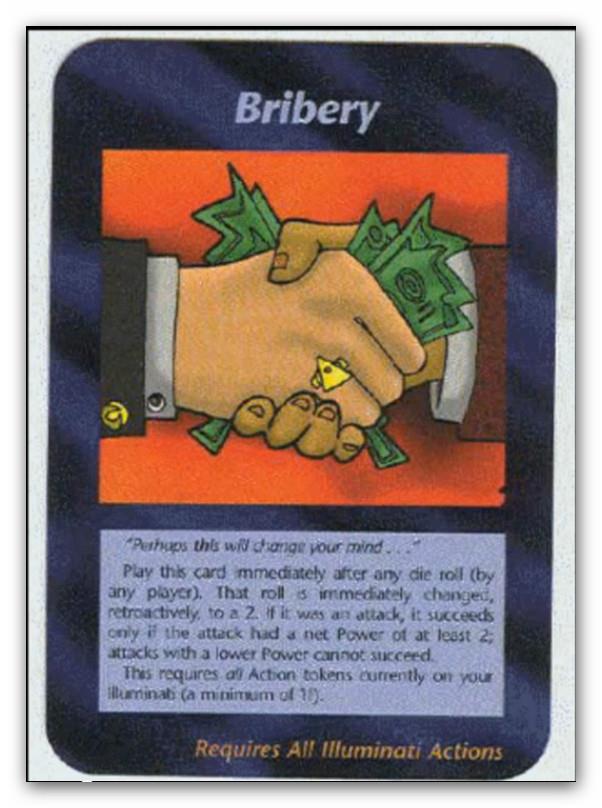 Bribery
"Perhaps this will change your mind . . ."
Play this card immediately after any die roll (by
any player). That roll is immediately changed,
retroactively, to a 2. If it was an attack, it succeeds
only if the attack had a net Power of at least 2;
attacks with a lower Power cannot succeed.
This requires all Action tokens currently on your
Illuminati (a minimum of 1!).
Requires All Illuminati Actions